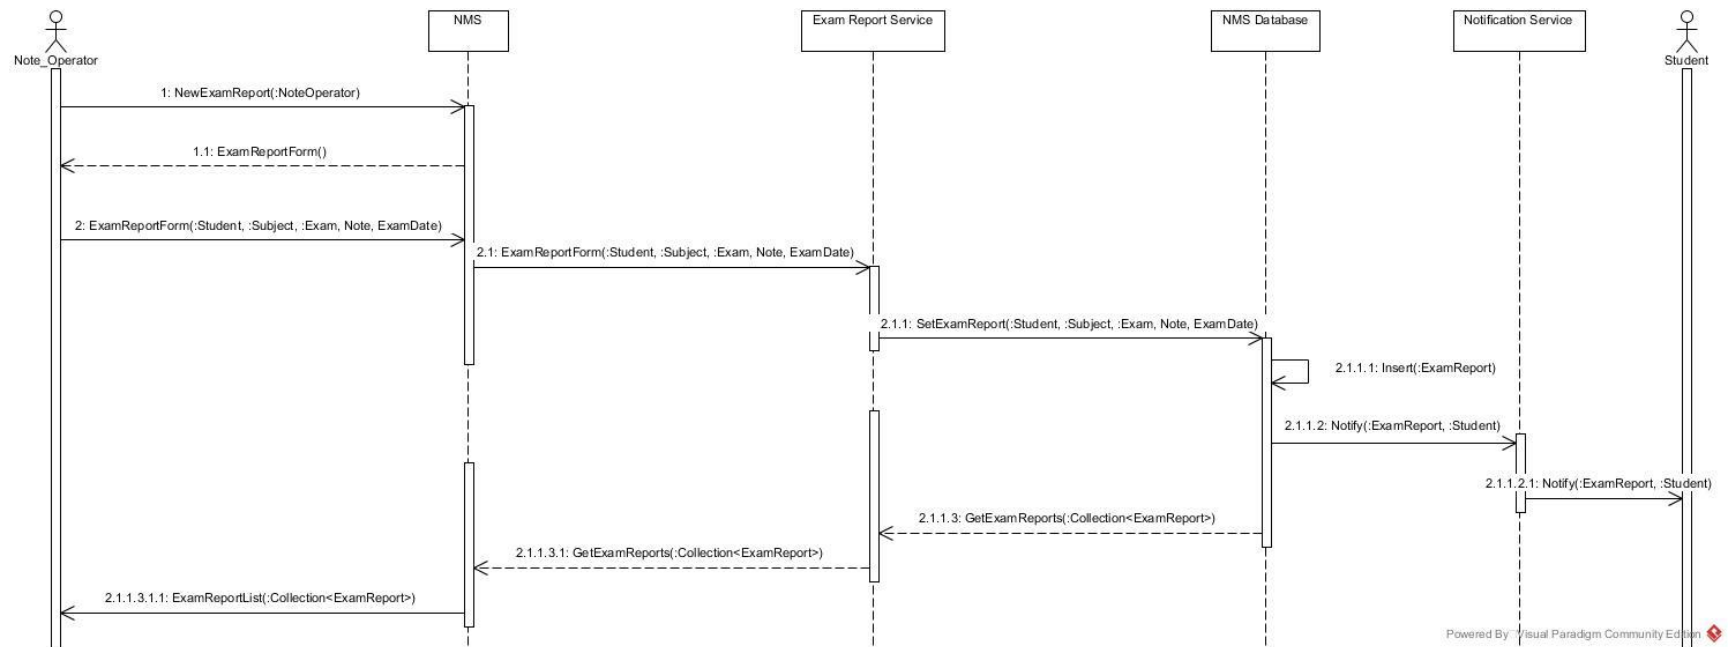 NMS
Exam Report Service
NMS Database
Notification Service
Note_Operator
Student
1: NewExamReport(:NoteOperator)
1.1: ExamReportForm()
2: ExamReportForm(:Student, :Subject, :Exam, Note, ExamDate)
2.1: ExamReportForm(:Student, :Subject, :Exam, Note, ExamDate)
2.1.1: SetExamReport(:Student, :Subject, :Exam, Note, ExamDate)
2.1.1.1: Insert(:ExamReport)
2.1.1.2: Notify(:ExamReport, :Student)
2.1.1.2.1: Notify(:ExamReport, :Student)
2.1.1.3: GetExamReports(:Collection<ExamReport>)
2.1.1.3.1: GetExamReports(:Collection<ExamReport>)
2.1.1.3.1.1: ExamReportList(:Collection<ExamReport>)
Powered By Visual Paradigm Community Edition